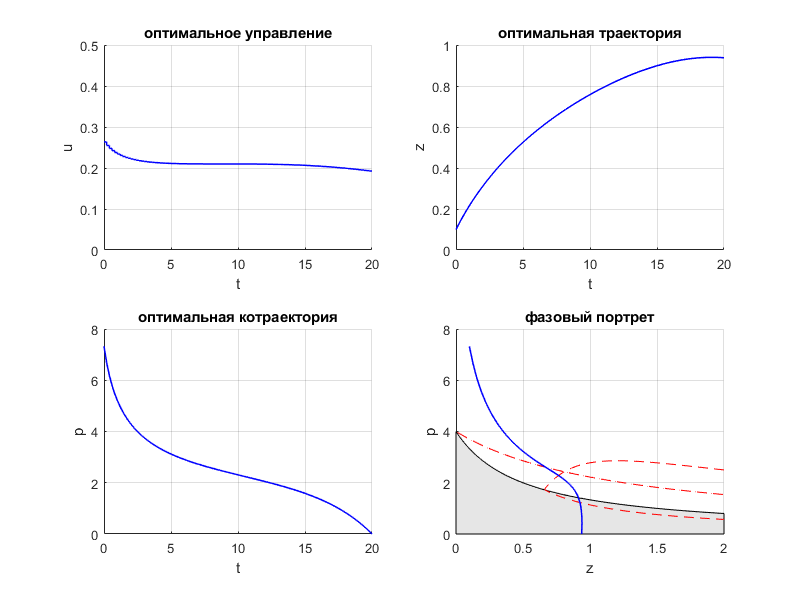 оптимальное управление
0.5
0.4
0.3
0.2
0.1
0
u
0 5 10 15 20
t
оптимальная траектория
1
0.8
0.6
0.4
0.2
0
z
0 5 10 15 20
t
оптимальная котраектория
8
6
4
2
0
p
0 5 10 15 20
t
фазовый портрет
8
6
4
2
0
p
0 0.5 1 1.5 2
z